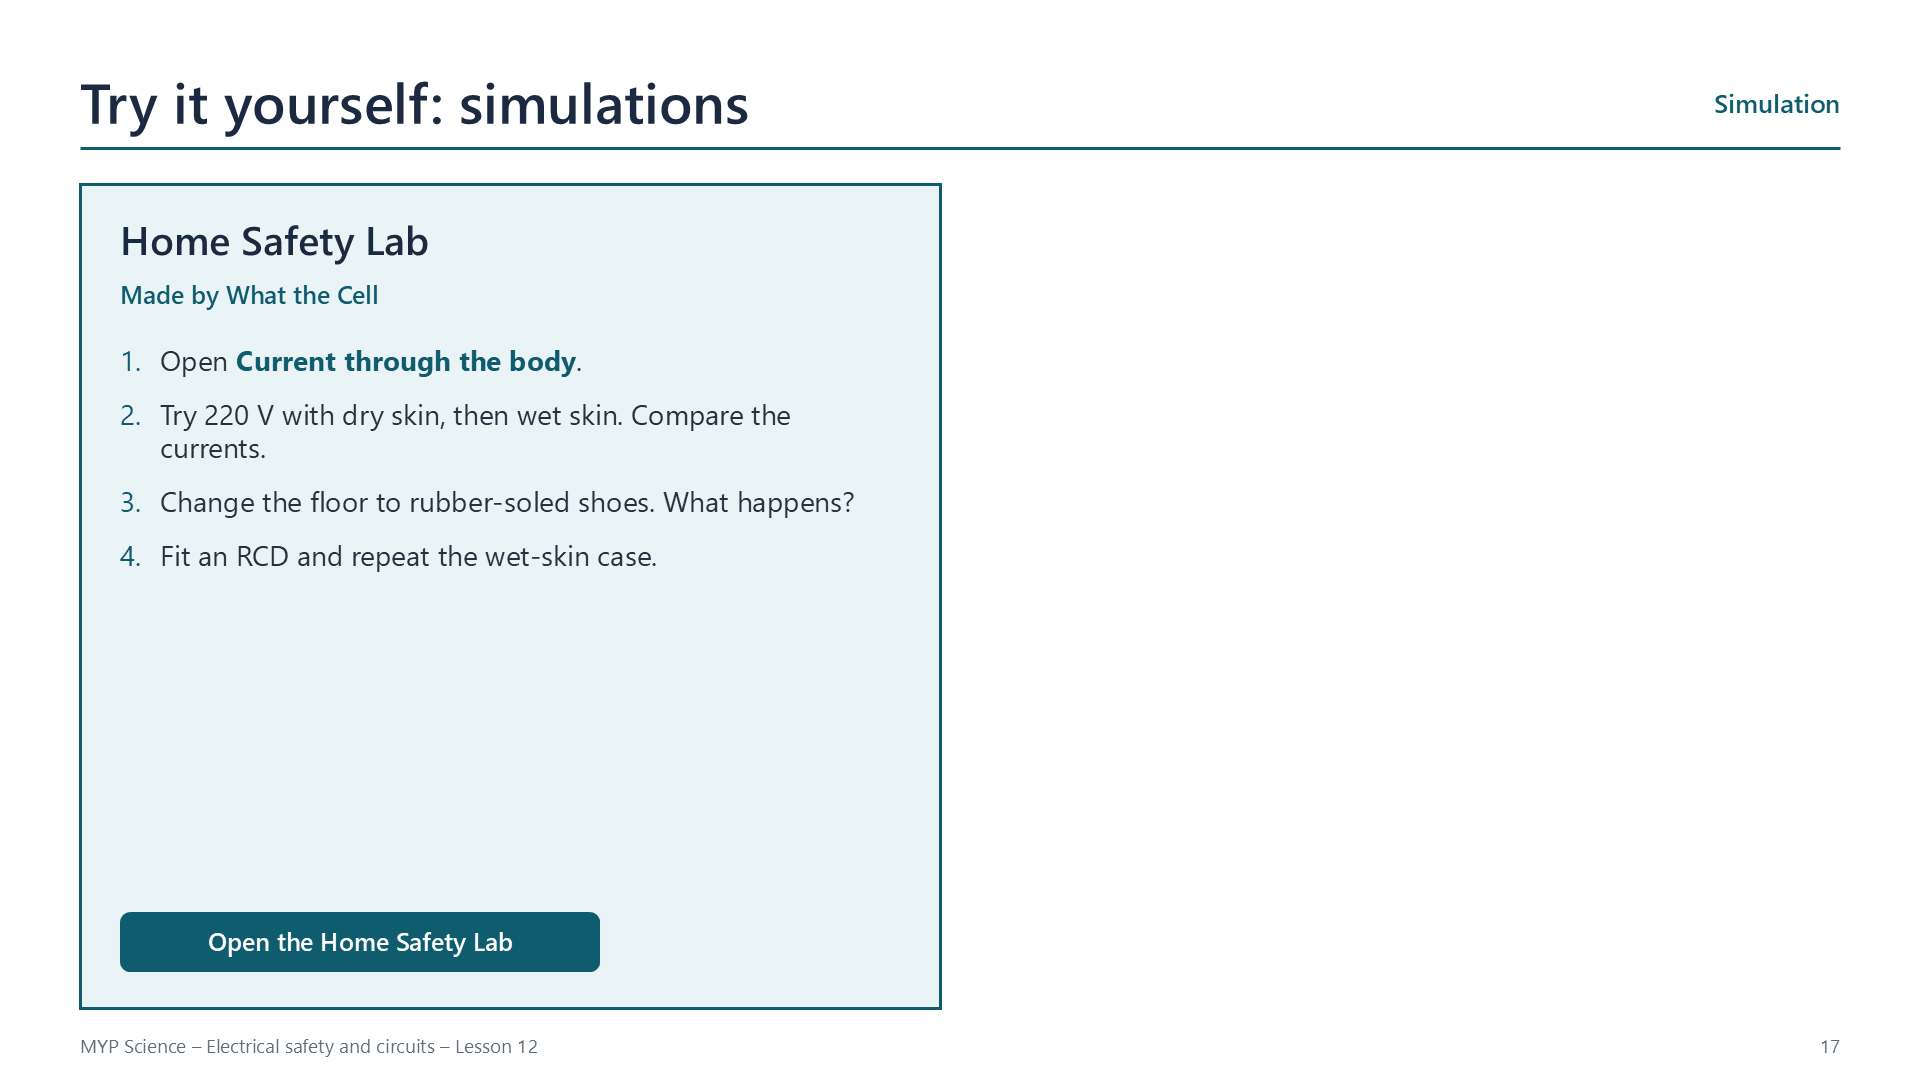 Try it yourself: simulations
Simulation
Home Safety Lab
Made by What the Cell
1. Open Current through the body.
2. Try 220 V with dry skin, then wet skin. Compare the
currents.
3. Change the floor to rubber-soled shoes. What happens?
4. Fit an RCD and repeat the wet-skin case.
Open the Home Safety Lab
MYP Science – Electrical safety and circuits – Lesson 12
17